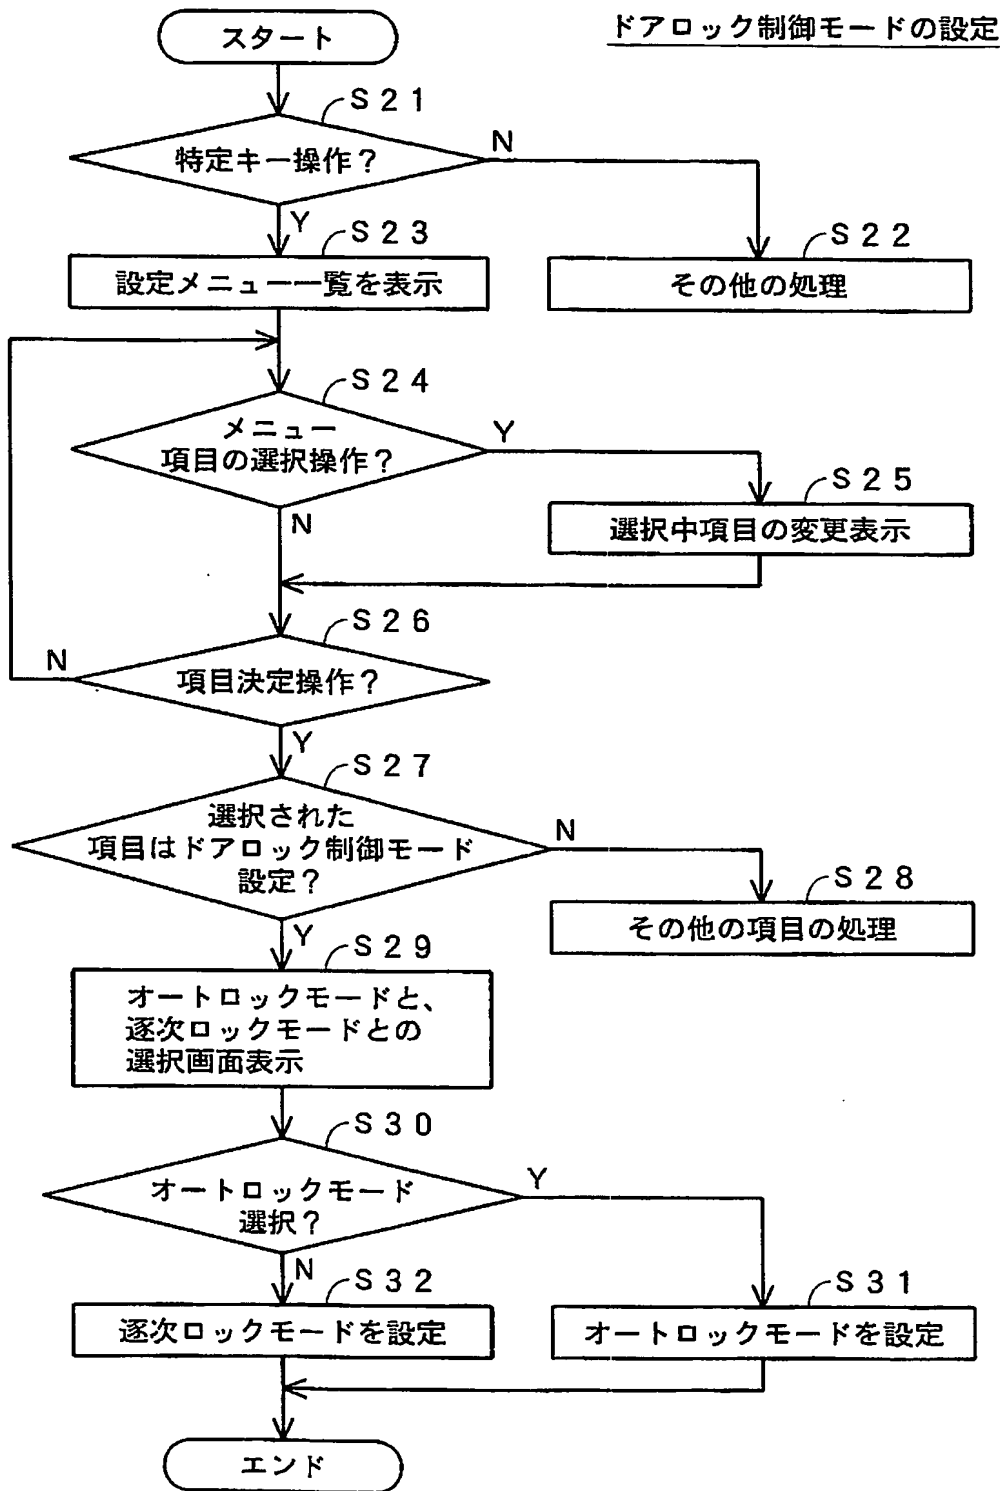 ドアロック制御モードの設定
スタート
S21
特定キー操作？
N
Y
S23
設定メニュー一覧を表示
S22
その他の処理
S24
メニュー
項目の選択操作？
Y
N
S25
選択中項目の変更表示
S26
項目決定操作？
N
Y
S27
選択された
項目はドアロック制御モード
設定？
N
Y
S28
その他の項目の処理
S29
オートロックモードと、
逐次ロックモードとの
選択画面表示
S30
オートロックモード
選択？
Y
N
S32
逐次ロックモードを設定
S31
オートロックモードを設定
エンド